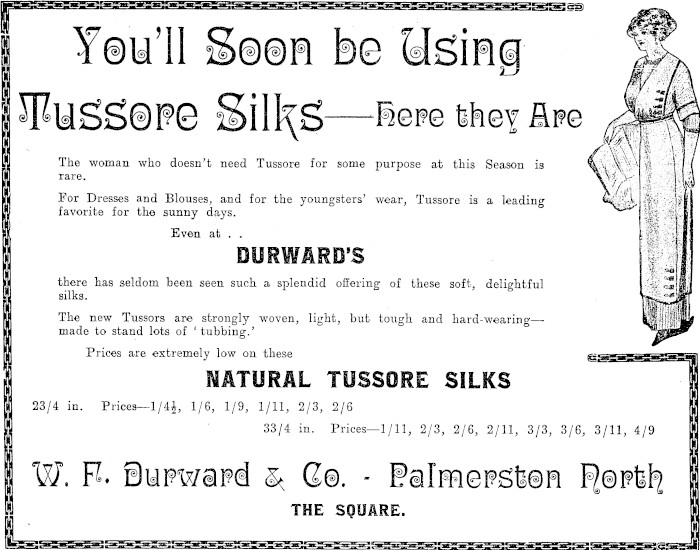 You'll Soon be Using
Tussore Silks—Here they Are
The woman who doesn't need Tussore for some purpose at this Season is
rare.
For Dresses and Blouses, and for the youngsters' wear, Tussore is a leading
favorite for the sunny days.
Even at . .
DURWARD'S
there has seldom been seen such a splendid offering of these soft, delightful
silks.
The new Tussors are strongly woven, light, but tough and hard-wearing—
made to stand lots of 'tubbing.'
Prices are extremely low on these
NATURAL TUSSORE SILKS
23/4 in. Prices—1/4½, 1/6, 1/9, 1/11, 2/3, 2/6
33/4 in. Prices—1/11, 2/3, 2/6, 2/11, 3/3, 3/6, 3/11, 4/9
W. F. Durward & Co. - Palmerston North
THE SQUARE.